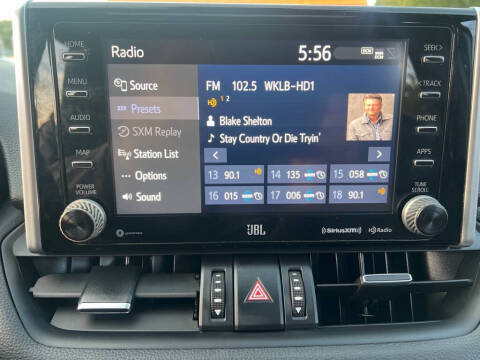 Radio 5:56 DCM DCM
HOME
SEEK
MENU
TRACK
AUDIO
PHONE
MAP
APPS
POWER VOLUME
TUNE SCROLL
Source
Presets
SXM Replay
Station List
Options
Sound
FM 102.5 WKLB-HD1
1 2
Blake Shelton
Stay Country Or Die Tryin'
13 90.1 14 135 15 058
16 015 17 006 18 90.1
JBL
SiriusXM HD Radio